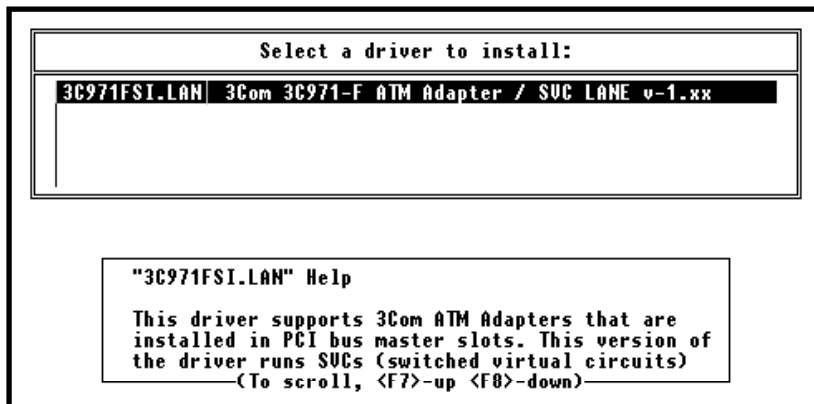 Select a driver to install:
3C971FSI.LAN 3Com 3C971-F ATM Adapter / SVC LANE v-1.xx
"3C971FSI.LAN" Help
This driver supports 3Com ATM Adapters that are
installed in PCI bus master slots. This version of
the driver runs SVCs (switched virtual circuits)
(To scroll, <F7>-up <F8>-down)